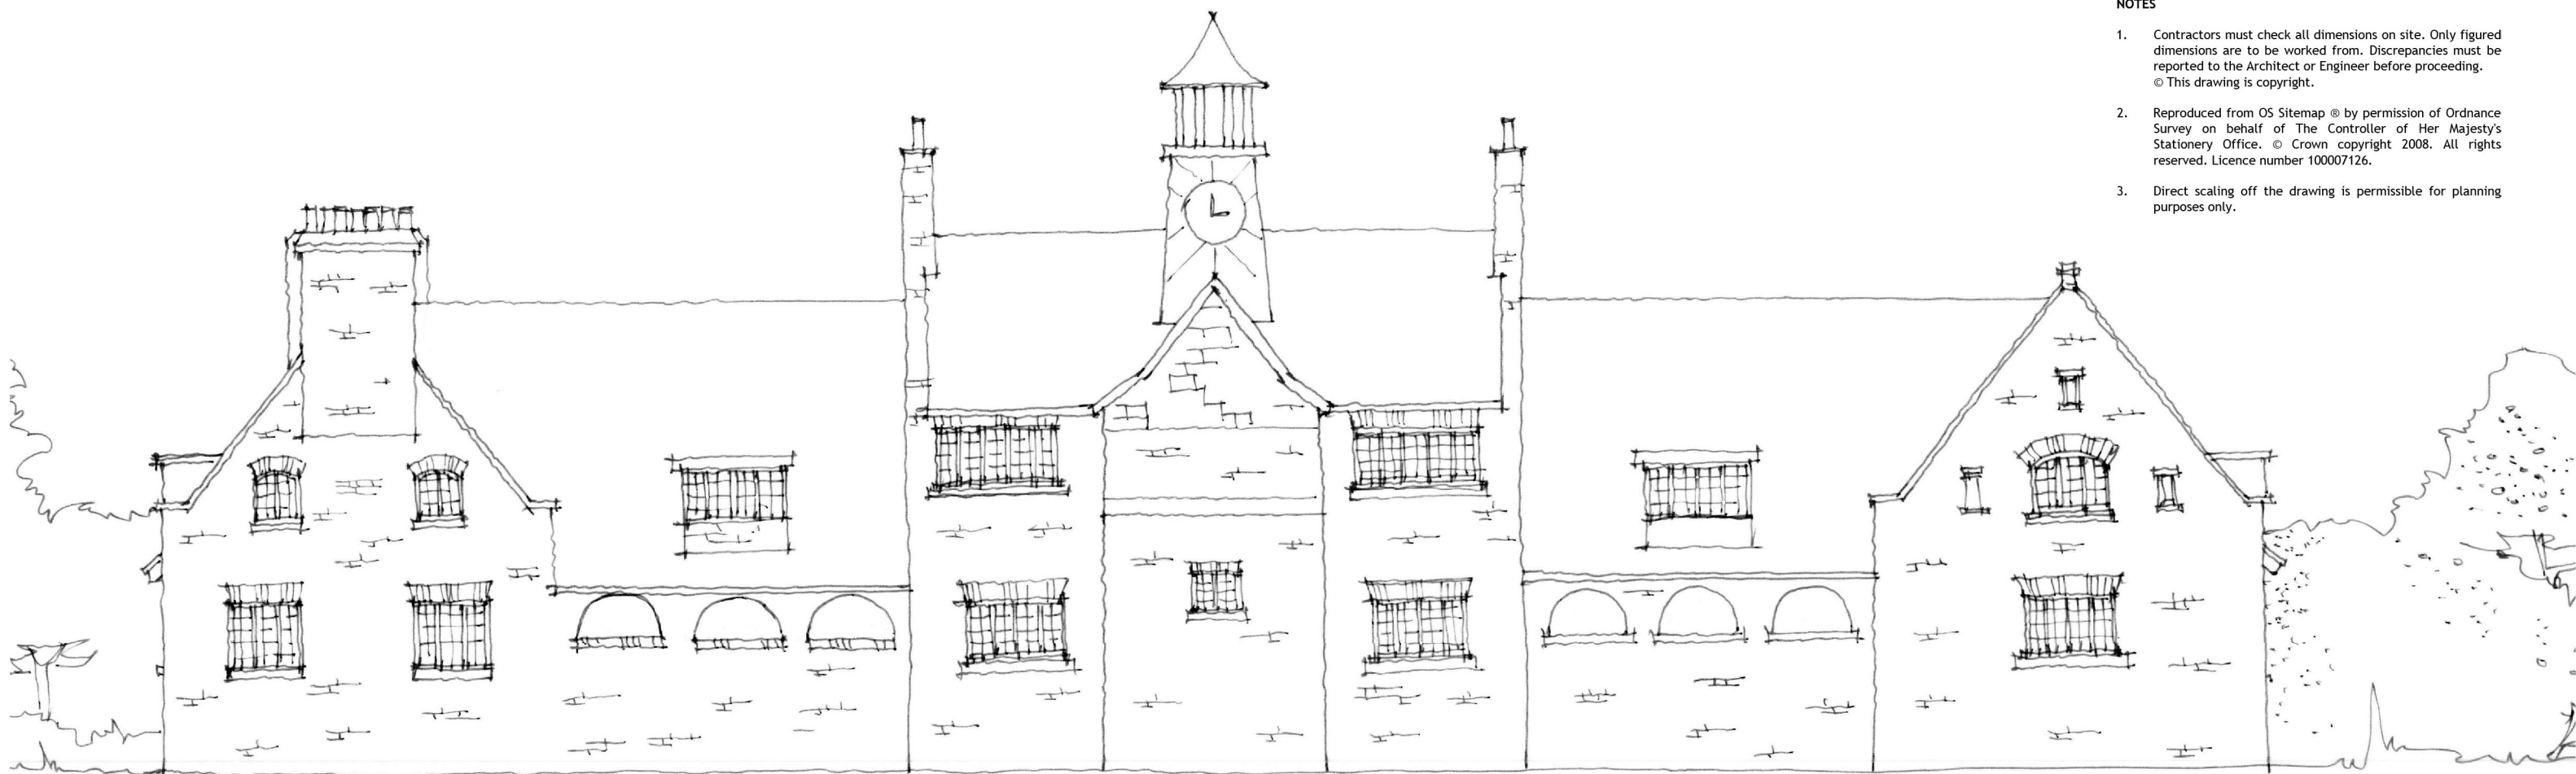 NOTES
1. Contractors must check all dimensions on site. Only figured
dimensions are to be worked from. Discrepancies must be
reported to the Architect or Engineer before proceeding.
© This drawing is copyright.
2. Reproduced from OS Sitemap ® by permission of Ordnance
Survey on behalf of The Controller of Her Majesty's
Stationery Office. © Crown copyright 2008. All rights
reserved. Licence number 100007126.
3. Direct scaling off the drawing is permissible for planning
purposes only.